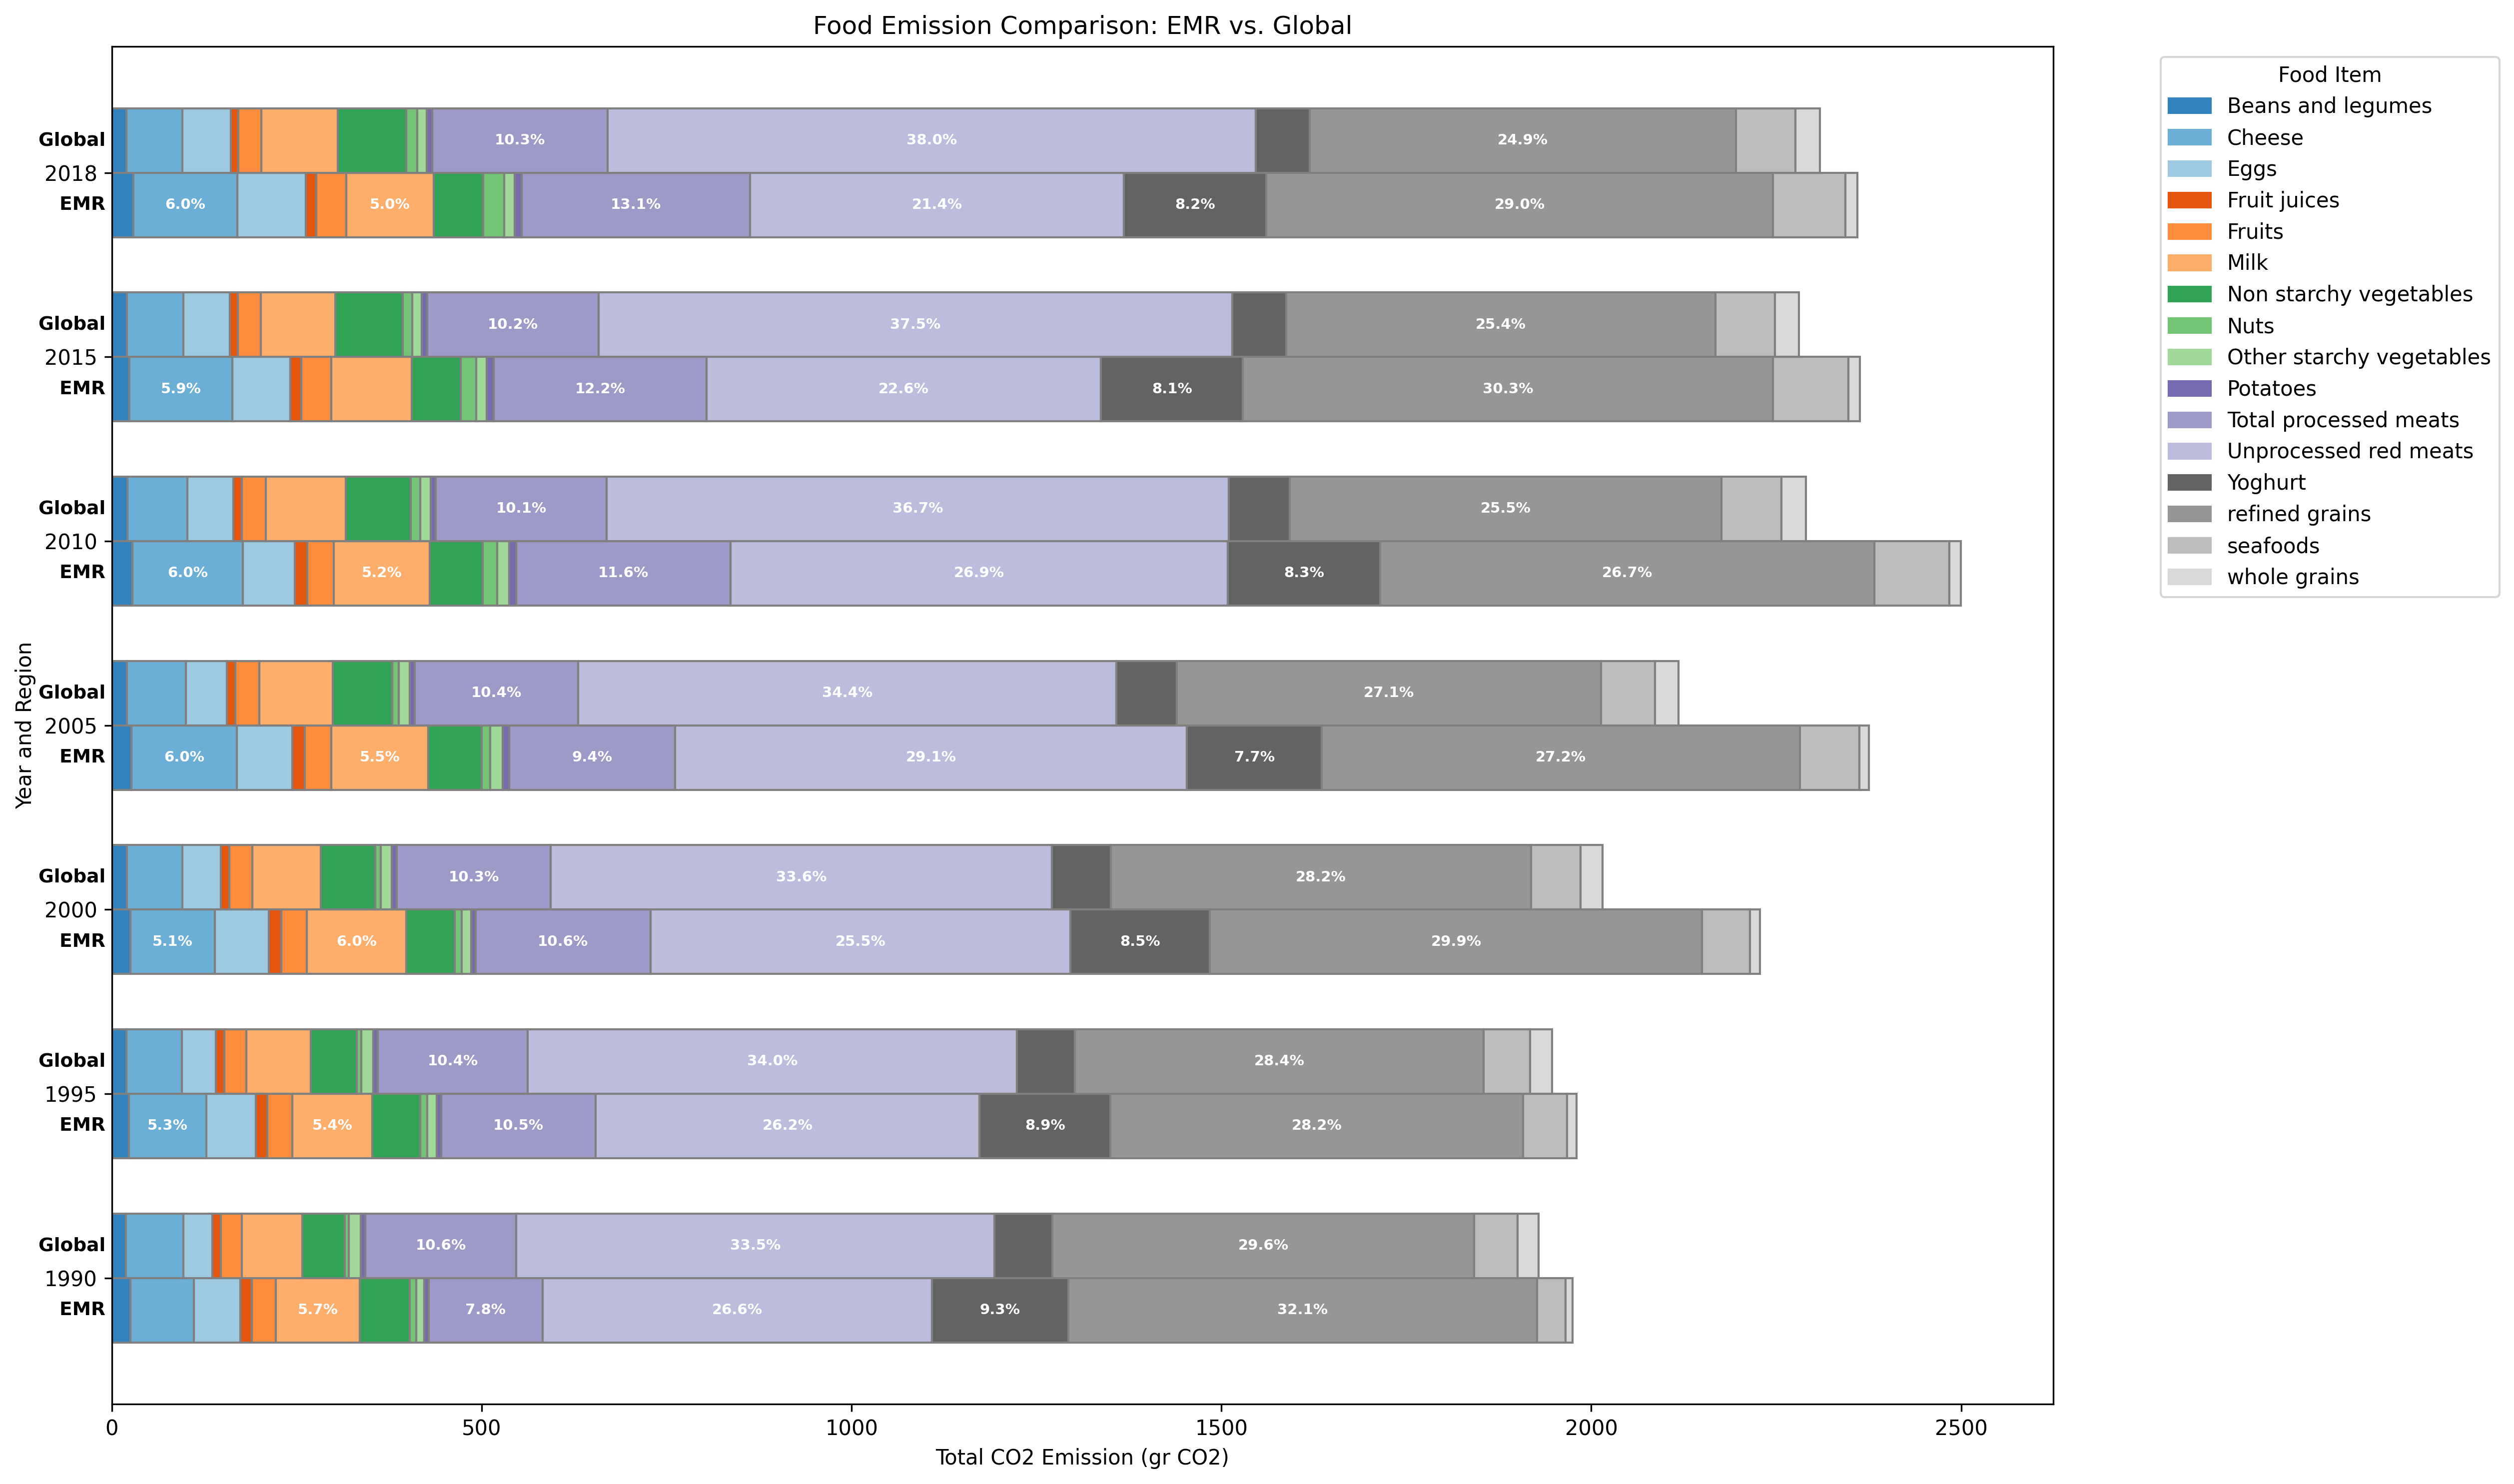 Food Emission Comparison: EMR vs. Global
Year and Region
Global 10.3% 38.0% 24.9%
2018
EMR 6.0% 5.0% 13.1% 21.4% 8.2% 29.0%
Global 10.2% 37.5% 25.4%
2015
EMR 5.9% 12.2% 22.6% 8.1% 30.3%
Global 10.1% 36.7% 25.5%
2010
EMR 6.0% 5.2% 11.6% 26.9% 8.3% 26.7%
Global 10.4% 34.4% 27.1%
2005
EMR 6.0% 5.5% 9.4% 29.1% 7.7% 27.2%
Global 10.3% 33.6% 28.2%
2000
EMR 5.1% 6.0% 10.6% 25.5% 8.5% 29.9%
Global 10.4% 34.0% 28.4%
1995
EMR 5.3% 5.4% 10.5% 26.2% 8.9% 28.2%
Global 10.6% 33.5% 29.6%
1990
EMR 5.7% 7.8% 26.6% 9.3% 32.1%
0 500 1000 1500 2000 2500
Total CO2 Emission (gr CO2)
Food Item
Beans and legumes
Cheese
Eggs
Fruit juices
Fruits
Milk
Non starchy vegetables
Nuts
Other starchy vegetables
Potatoes
Total processed meats
Unprocessed red meats
Yoghurt
refined grains
seafoods
whole grains